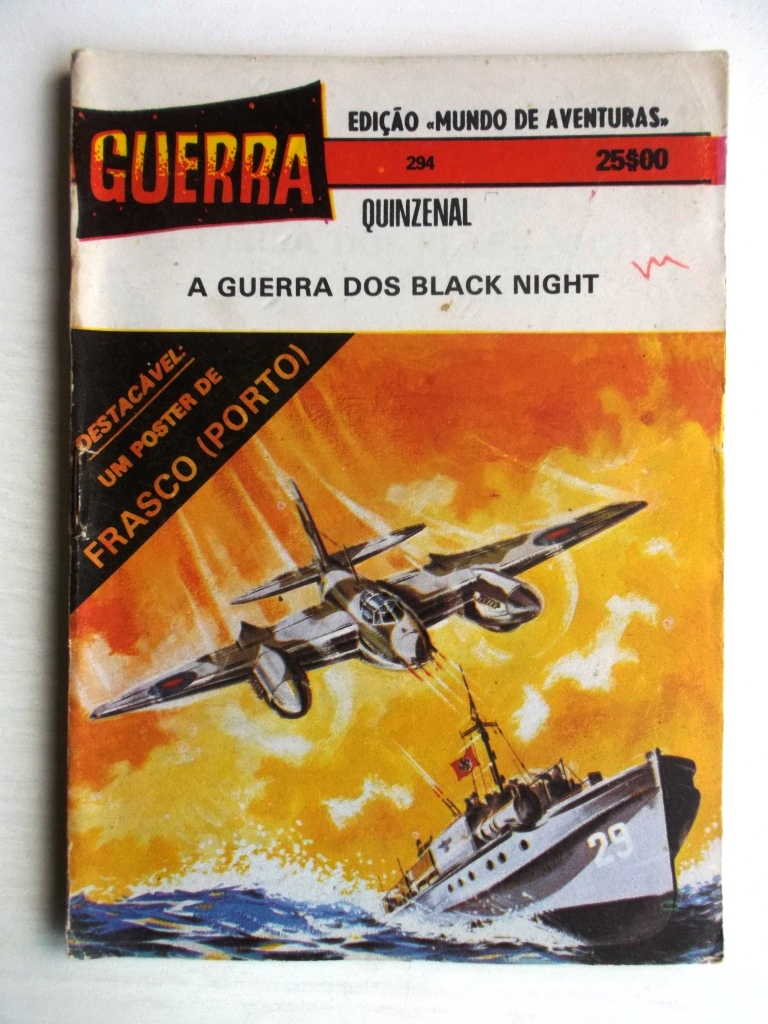 GUERRA
EDIÇÃO «MUNDO DE AVENTURAS»
294 25$00
QUINZENAL
A GUERRA DOS BLACK NIGHT
DESTACÁVEL:
UM POSTER DE
FRASCO (PORTO)
29